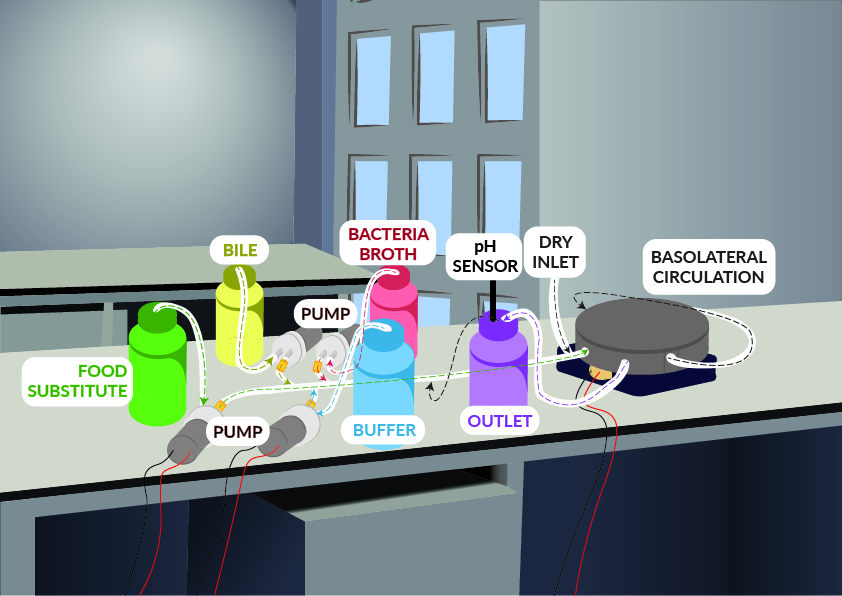 BILE
BACTERIA
BROTH
pH
SENSOR
DRY
INLET
BASOLATERAL
CIRCULATION
PUMP
FOOD
SUBSTITUTE
PUMP
BUFFER
OUTLET